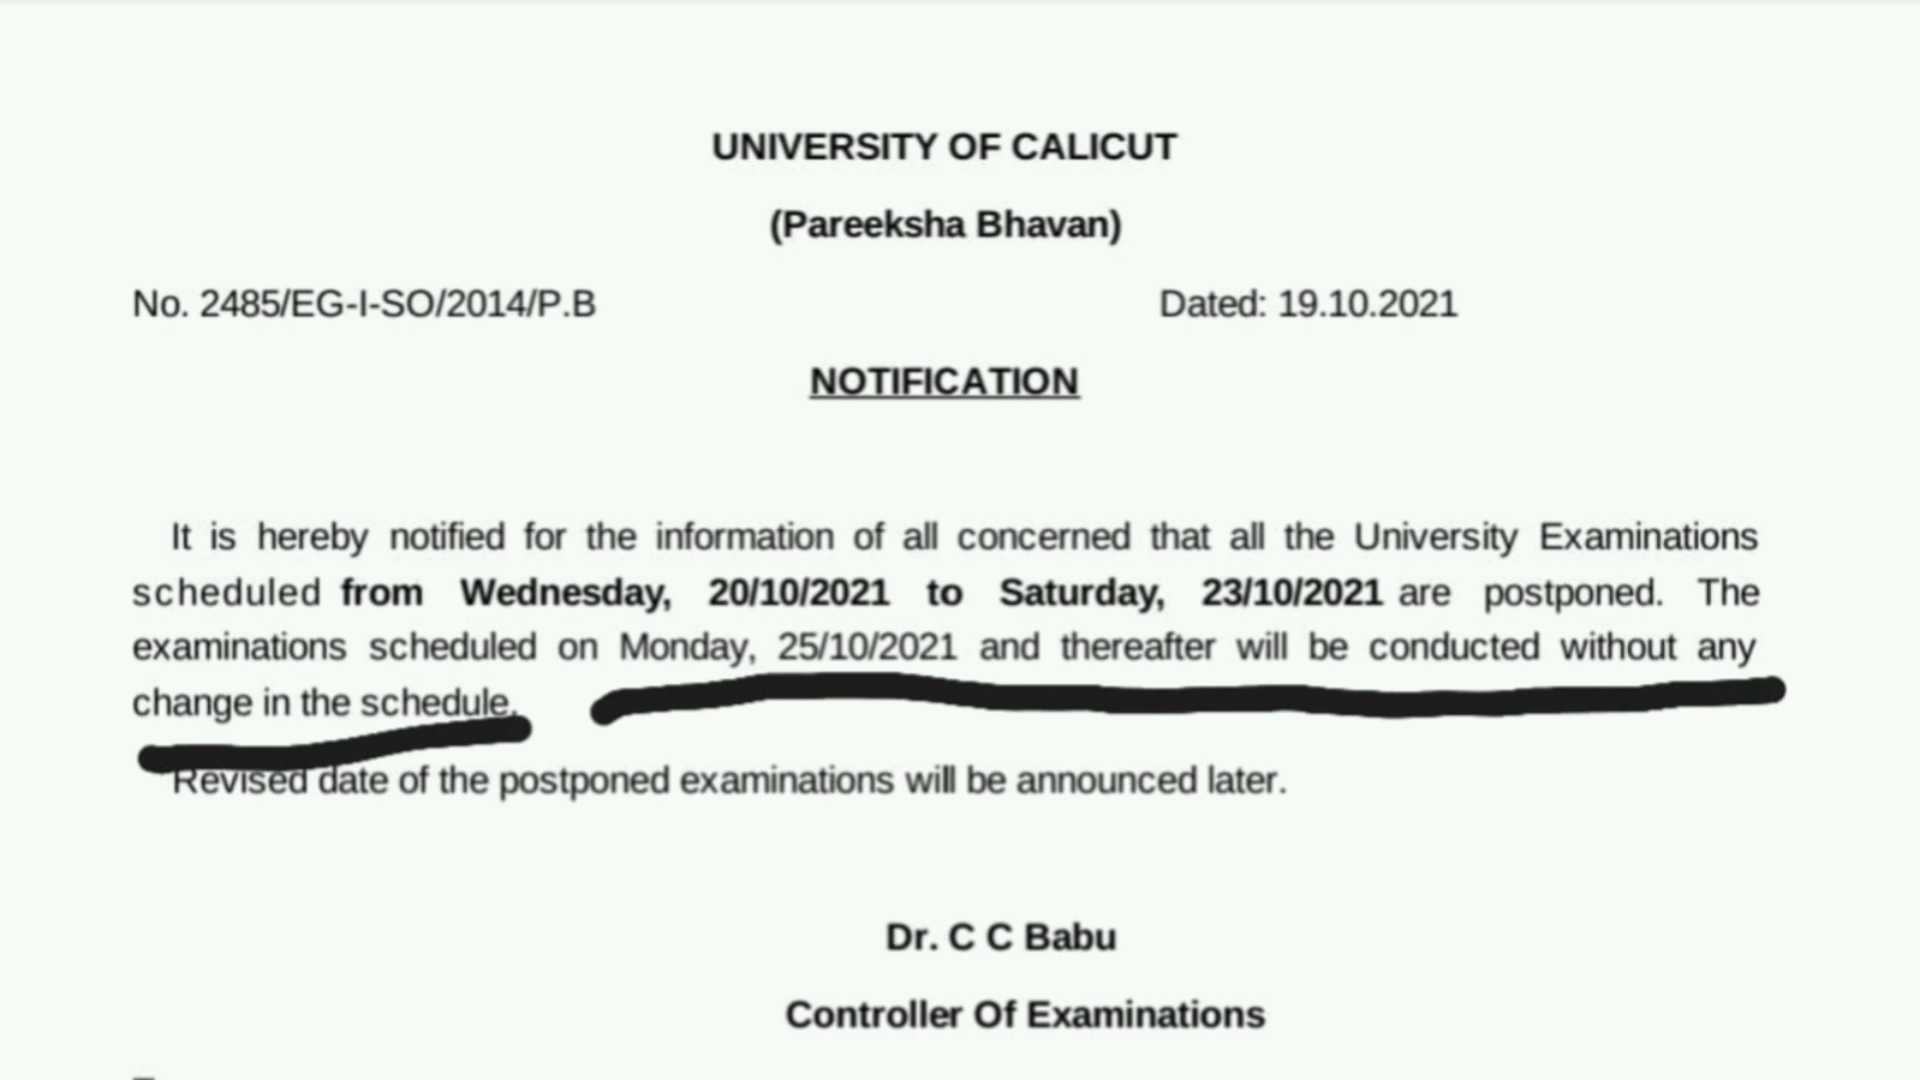 UNIVERSITY OF CALICUT
(Pareeksha Bhavan)
No. 2485/EG-I-SO/2014/P.B Dated: 19.10.2021
NOTIFICATION
It is hereby notified for the information of all concerned that all the University Examinations
scheduled from Wednesday, 20/10/2021 to Saturday, 23/10/2021 are postponed. The
examinations scheduled on Monday, 25/10/2021 and thereafter will be conducted without any
change in the schedule.
Revised date of the postponed examinations will be announced later.
Dr. C C Babu
Controller Of Examinations